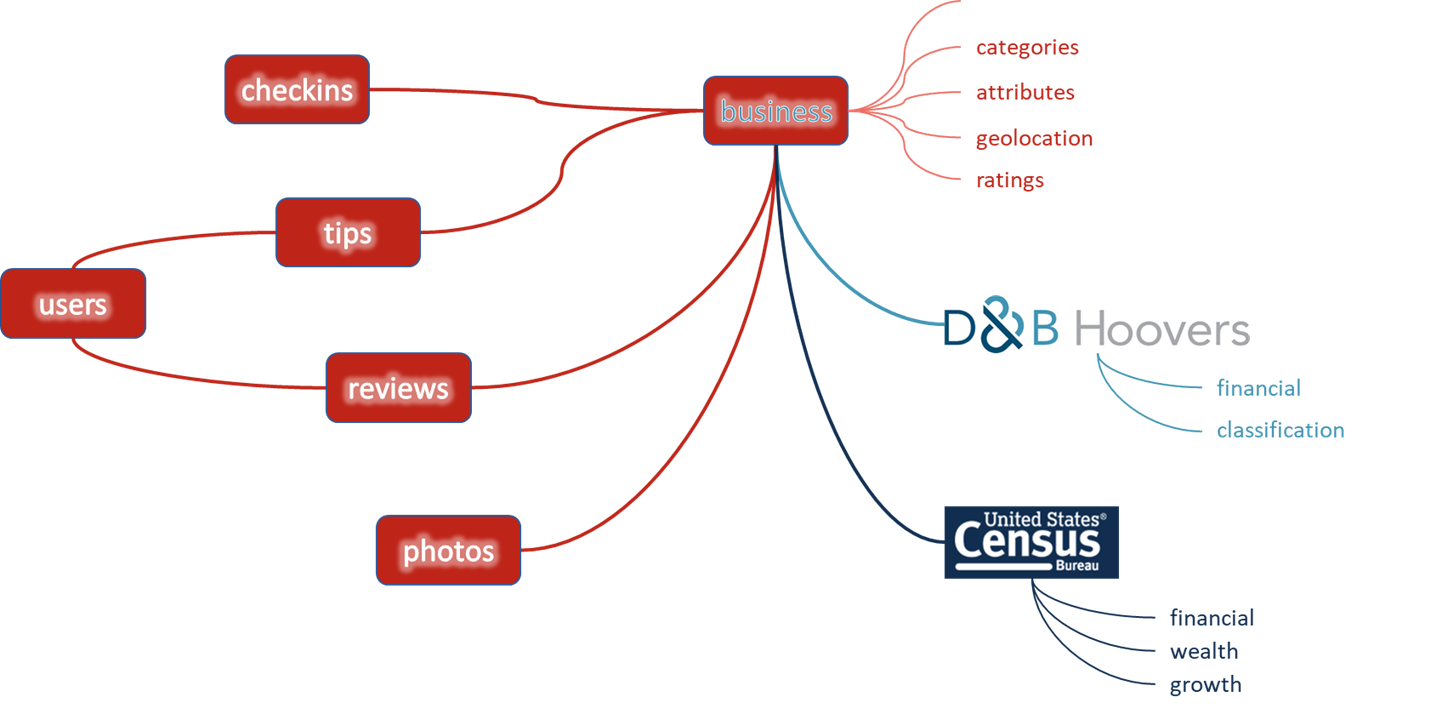 categories
checkins
business
attributes
geolocation
ratings
tips
users
D&B Hoovers
reviews
financial
classification
United States®
Census
Bureau
photos
financial
wealth
growth